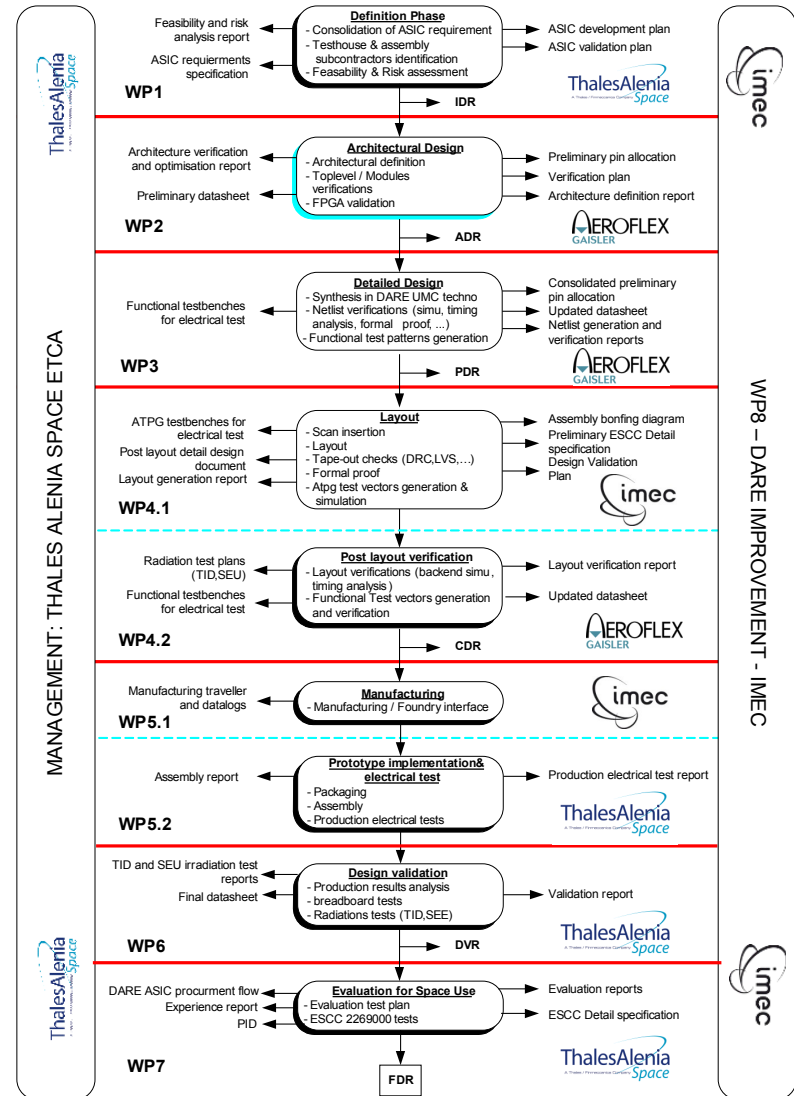 MANAGEMENT: THALES ALENIA SPACE ETCA
ThalesAlenia
Space
ThalesAlenia
Space
WP8 – DARE IMPROVEMENT - IMEC
imec
imec
Definition Phase
- Consolidation of ASIC requirement
- Testhouse & assembly
subcontractors identification
- Feasability & Risk assessment
Feasibility and risk
analysis report
ASIC requierments
specification
ASIC development plan
ASIC validation plan
WP1
IDR
ThalesAlenia
A Thales / Finmeccanica Company
Space
Architectural Design
- Architectural definition
- Toplevel / Modules
verifications
- FPGA validation
Architecture verification
and optimisation report
Preliminary datasheet
Preliminary pin allocation
Verification plan
Architecture definition report
WP2
ADR
AEROFLEX
GAISLER
Detailed Design
- Synthesis in DARE UMC techno
- Netlist verifications (simu, timing
analysis, formal proof, ...)
- Functional test patterns generation
Functional testbenches
for electrical test
Consolidated preliminary
pin allocation
Updated datasheet
Netlist generation and
verification reports
WP3
PDR
AEROFLEX
GAISLER
Layout
- Scan insertion
- Layout
- Tape-out checks (DRC,LVS,…)
- Formal proof
- Atpg test vectors generation &
simulation
ATPG testbenches for
electrical test
Post layout detail design
document
Layout generation report
Assembly bonfing diagram
Preliminary ESCC Detail
specification
Design Validation
Plan
WP4.1
imec
Post layout verification
- Layout verifications (backend simu,
timing analysis)
- Functional Test vectors generation
and verification
Radiation test plans
(TID,SEU)
Functional testbenches
for electrical test
Layout verification report
Updated datasheet
WP4.2
CDR
AEROFLEX
GAISLER
Manufacturing
- Manufacturing / Foundry interface
Manufacturing traveller
and datalogs
WP5.1
imec
Prototype implementation&
electrical test
- Packaging
- Assembly
- Production electrical tests
Assembly report
Production electrical test report
WP5.2
ThalesAlenia
A Thales / Finmeccanica Company
Space
Design validation
- Production results analysis
- breadboard tests
- Radiations tests (TID,SEE)
TID and SEU irradiation test
reports
Final datasheet
Validation report
WP6
DVR
ThalesAlenia
A Thales / Finmeccanica Company
Space
Evaluation for Space Use
- Evaluation test plan
- ESCC 2269000 tests
DARE ASIC procurment flow
Experience report
PID
Evaluation reports
ESCC Detail specification
WP7
FDR
ThalesAlenia
A Thales / Finmeccanica Company
Space